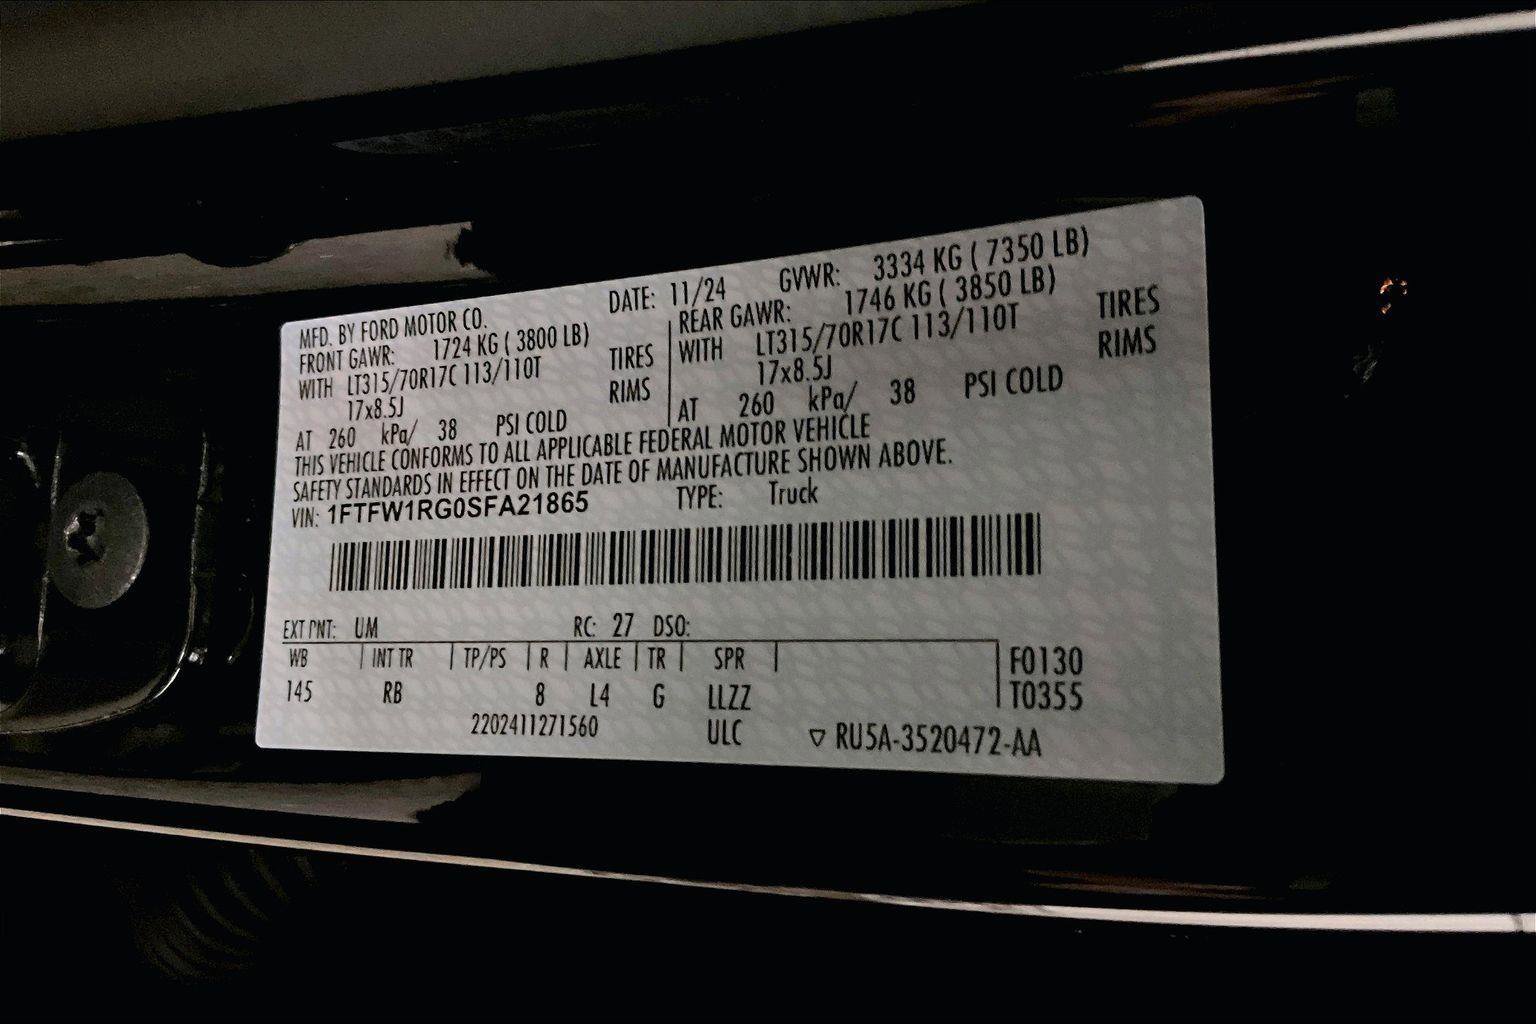 MFD. BY FORD MOTOR CO. DATE: 11/24 GVWR: 3334 KG ( 7350 LB)
FRONT GAWR: 1724 KG ( 3800 LB) REAR GAWR: 1746 KG ( 3850 LB)
WITH LT315/70R17C 113/110T TIRES WITH LT315/70R17C 113/110T TIRES
17x8.5J RIMS 17x8.5J RIMS
AT 260 kPa/ 38 PSI COLD AT 260 kPa/ 38 PSI COLD
THIS VEHICLE CONFORMS TO ALL APPLICABLE FEDERAL MOTOR VEHICLE
SAFETY STANDARDS IN EFFECT ON THE DATE OF MANUFACTURE SHOWN ABOVE.
VIN: 1FTFW1RG0SFA21865 TYPE: Truck
EXT PNT: UM RC: 27 DSO:
WB INT TR TP/PS R AXLE TR SPR F0130
145 RB 8 L4 G LLZZ T0355
2202411271560 ULC ▽ RU5A-3520472-AA